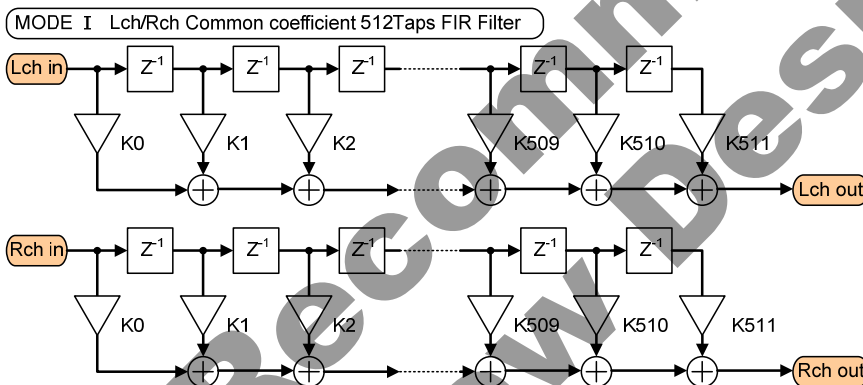 MODE I Lch/Rch Common coefficient 512Taps FIR Filter
Lch in Z⁻¹ Z⁻¹ Z⁻¹ Z⁻¹ Z⁻¹
K0 K1 K2 K509 K510 K511
Lch out
Rch in Z⁻¹ Z⁻¹ Z⁻¹ Z⁻¹ Z⁻¹
K0 K1 K2 K509 K510 K511
Rch out
Recomm
w Des